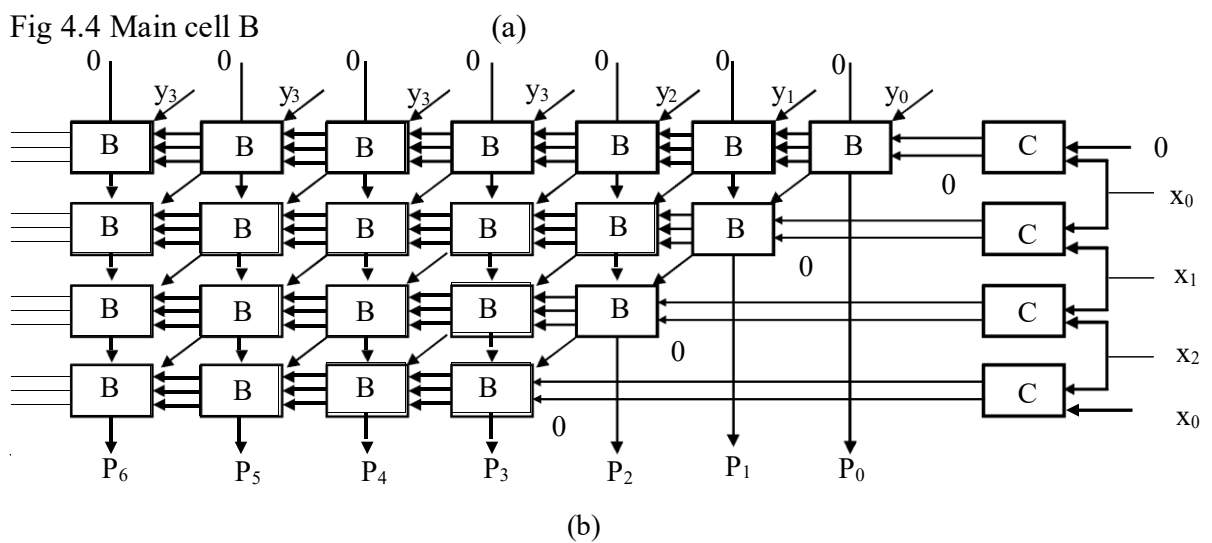 Fig 4.4 Main cell B (a)
0 0 0 0 0 0 0
y₃ y₃ y₃ y₃ y₂ y₁ y₀
B B B B B B B C 0
0 x₀
B B B B B B C
0 x₁
B B B B B C
0 x₂
B B B B C
0 x₀
P₆ P₅ P₄ P₃ P₂ P₁ P₀
(b)